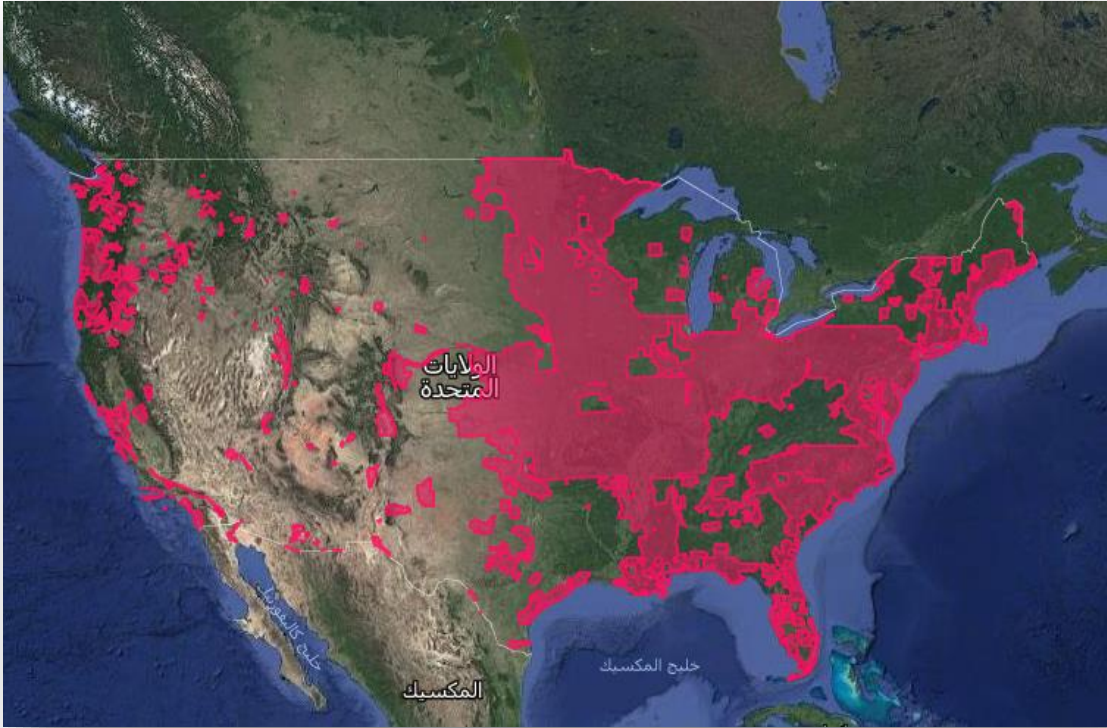 الولايات
المتحدة
خليج كاليفورنيا
خليج المكسيك
المكسيك